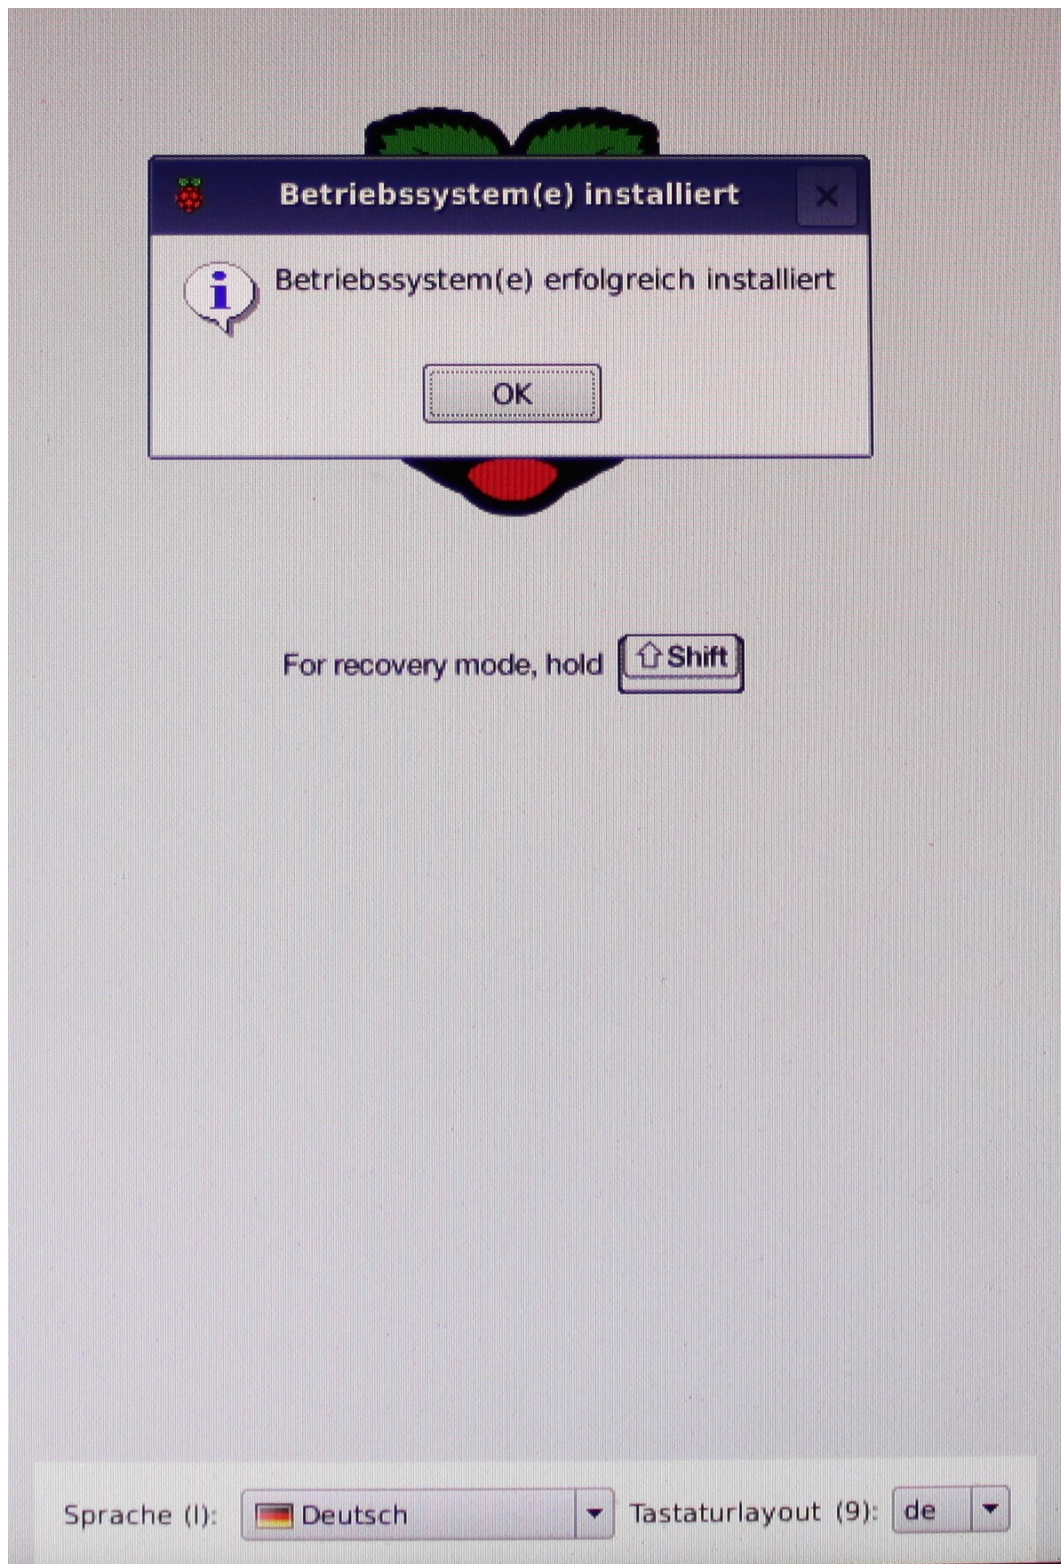 Betriebssystem(e) installiert
Betriebssystem(e) erfolgreich installiert
OK
For recovery mode, hold Shift
Sprache (l): Deutsch Tastaturlayout (9): de